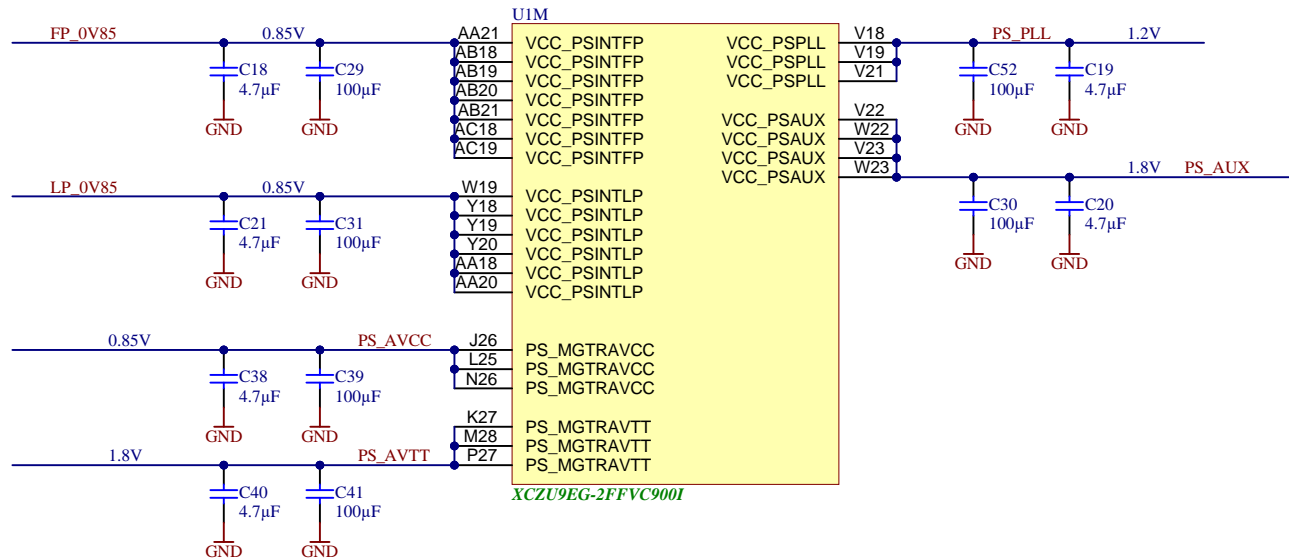 U1M
FP_0V85 0.85V AA21 VCC_PSINTFP VCC_PSPLL V18 PS_PLL 1.2V
AB18 VCC_PSINTFP VCC_PSPLL V19
C18 C29 AB19 VCC_PSINTFP VCC_PSPLL V21 C52 C19
4.7µF 100µF AB20 VCC_PSINTFP 100µF 4.7µF
GND GND AB21 VCC_PSINTFP VCC_PSAUX V22 GND GND
AC18 VCC_PSINTFP VCC_PSAUX W22
AC19 VCC_PSINTFP VCC_PSAUX V23
VCC_PSAUX W23 1.8V PS_AUX
LP_0V85 0.85V W19 VCC_PSINTLP
Y18 VCC_PSINTLP C30 C20
C21 C31 Y19 VCC_PSINTLP 100µF 4.7µF
4.7µF 100µF Y20 VCC_PSINTLP
GND GND AA18 VCC_PSINTLP GND GND
AA20 VCC_PSINTLP
0.85V PS_AVCC J26 PS_MGTRAVCC
L25 PS_MGTRAVCC
C38 C39 N26 PS_MGTRAVCC
4.7µF 100µF
GND GND K27 PS_MGTRAVTT
M28 PS_MGTRAVTT
1.8V PS_AVTT P27 PS_MGTRAVTT
C40 C41 XCZU9EG-2FFVC900I
4.7µF 100µF
GND GND